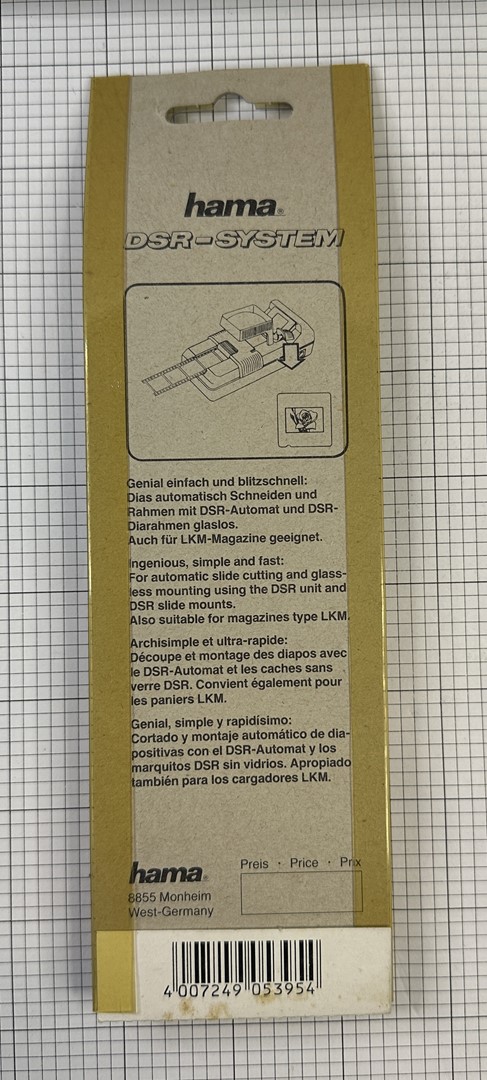 hama®
DSR-SYSTEM
Genial einfach und blitzschnell:
Dias automatisch Schneiden und
Rahmen mit DSR-Automat und DSR-
Diarahmen glaslos.
Auch für LKM-Magazine geeignet.
Ingenious, simple and fast:
For automatic slide cutting and glass-
less mounting using the DSR unit and
DSR slide mounts.
Also suitable for magazines type LKM.
Archisimple et ultra-rapide:
Découpe et montage des diapos avec
le DSR-Automat et les caches sans
verre DSR. Convient également pour
les paniers LKM.
Genial, simple y rapidísimo:
Cortado y montaje automático de dia-
positivas con el DSR-Automat y los
marquitos DSR sin vidrios. Apropiado
también para los cargadores LKM.
hama®
8855 Monheim
West-Germany
Preis · Price · Prix
4 007249 053954